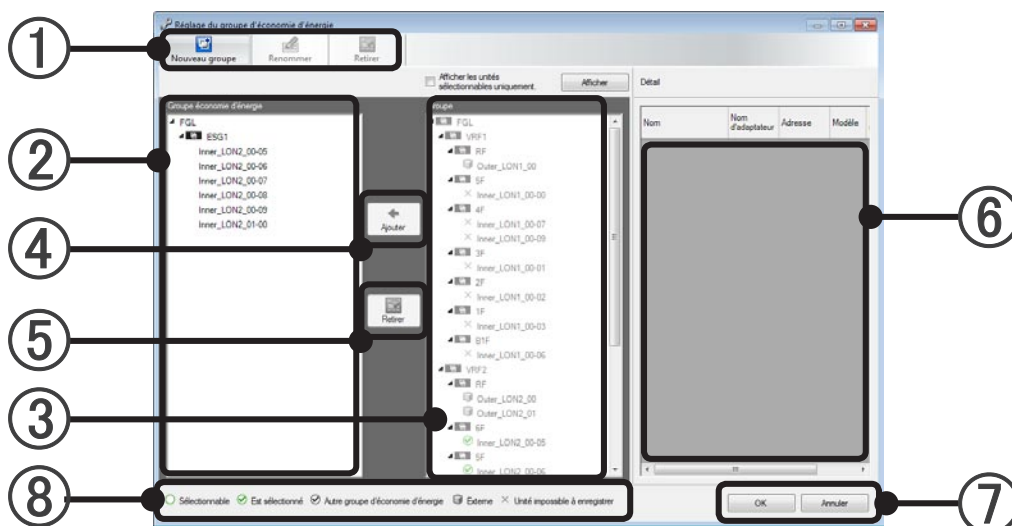 Réglage du groupe d'économie d'énergie
1
Nouveau groupe
Renommer
Retirer
Afficher les unités sélectionnables uniquement.
Afficher
Détail
2
Groupe économie d'énergie
FGL
ESG1
Inner_LON2_00-05
Inner_LON2_00-06
Inner_LON2_00-07
Inner_LON2_00-08
Inner_LON2_00-09
Inner_LON2_01-00
4
Ajouter
5
Retirer
3
FGL
VRF1
RF
Outer_LON1_00
5F
Inner_LON1_00-00
4F
Inner_LON1_00-07
Inner_LON1_00-09
3F
Inner_LON1_00-01
2F
Inner_LON1_00-02
1F
Inner_LON1_00-03
B1F
Inner_LON1_00-06
VRF2
RF
Outer_LON2_00
Outer_LON2_01
6F
Inner_LON2_00-05
5F
Inner_LON2_00-06
Nom
Nom d'adaptateur
Adresse
Modèle
6
8
Sélectionnable
Est sélectionné
Autre groupe d'économie d'énergie
Externe
Unité impossible à enregistrer
OK
Annuler
7